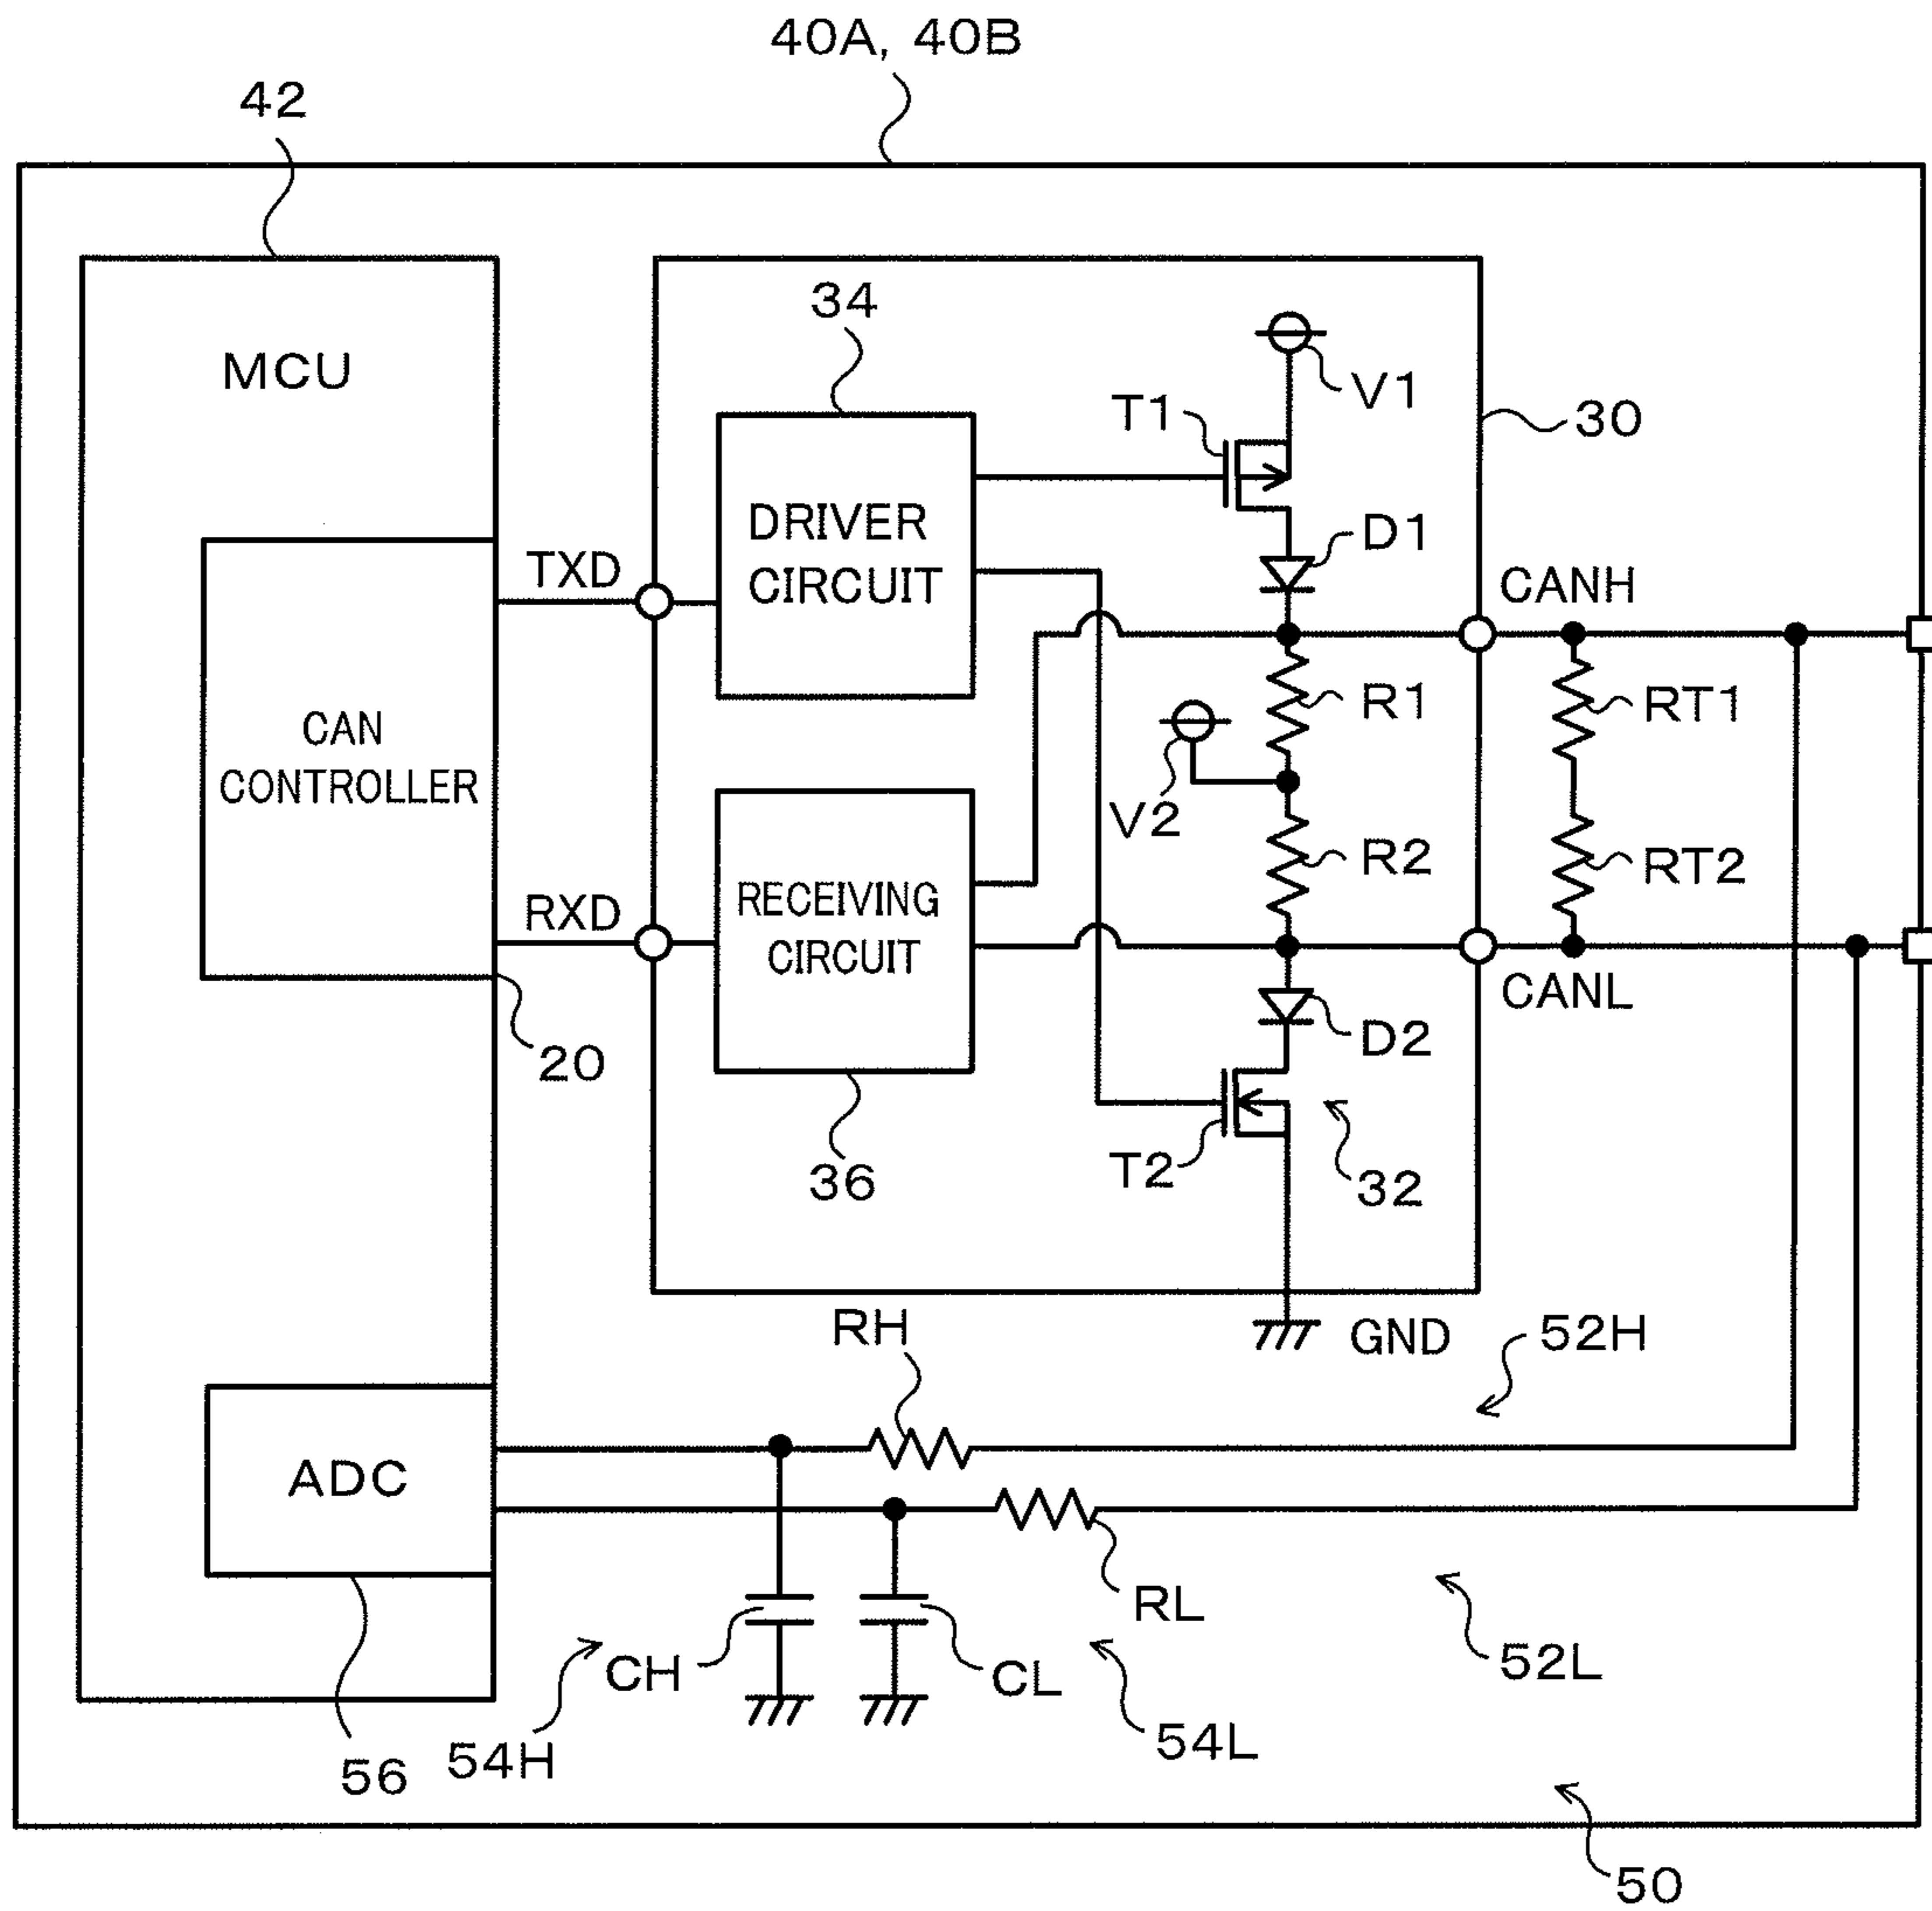 40A, 40B
42
MCU
34
V1
T1
30
DRIVER
CIRCUIT
D1
TXD
CANH
CAN
CONTROLLER
R1
RT1
V2
R2
RT2
RXD
RECEIVING
CIRCUIT
CANL
D2
20
36
T2
32
RH
GND
52H
ADC
RL
52L
CH
CL
54H
54L
56
50